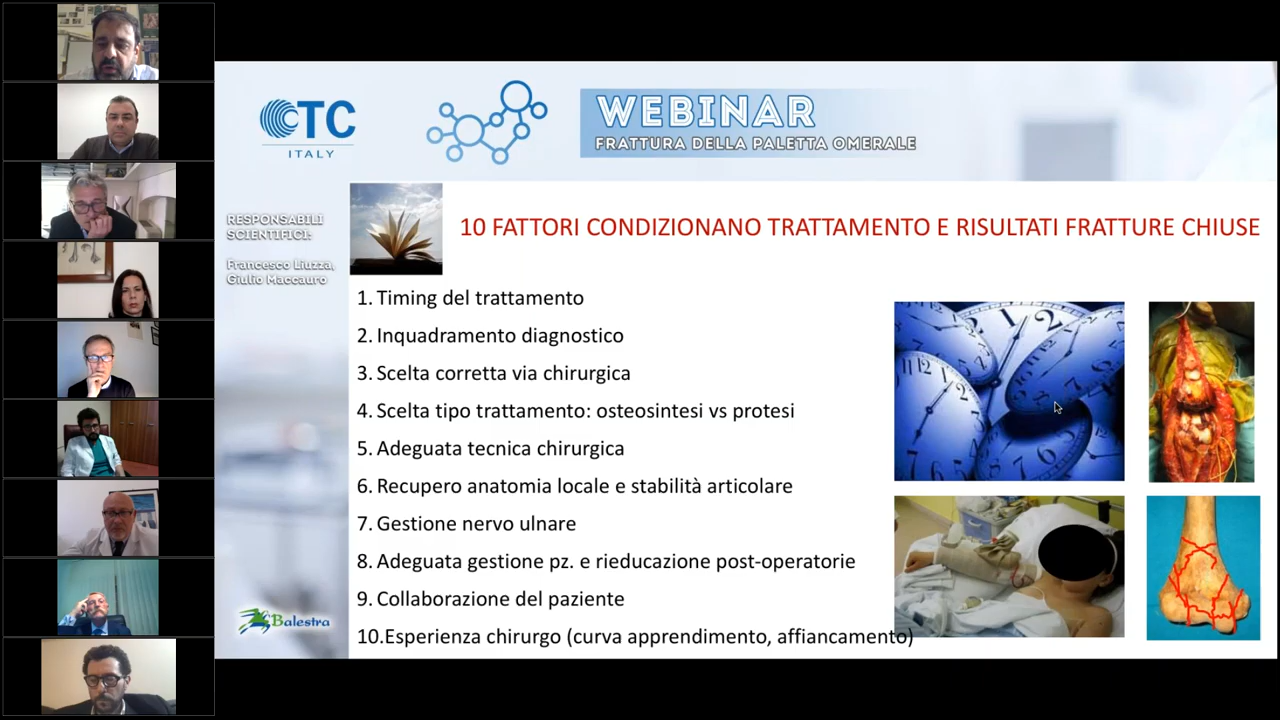 CTC
ITALY
WEBINAR
FRATTURA DELLA PALETTA OMERALE
RESPONSABILI
SCIENTIFICI:
Francesco Liuzza,
Giulio Maccauro
10 FATTORI CONDIZIONANO TRATTAMENTO E RISULTATI FRATTURE CHIUSE
1. Timing del trattamento
2. Inquadramento diagnostico
3. Scelta corretta via chirurgica
4. Scelta tipo trattamento: osteosintesi vs protesi
5. Adeguata tecnica chirurgica
6. Recupero anatomia locale e stabilità articolare
7. Gestione nervo ulnare
8. Adeguata gestione pz. e rieducazione post-operatorie
9. Collaborazione del paziente
10.Esperienza chirurgo (curva apprendimento, affiancamento)
Balestra